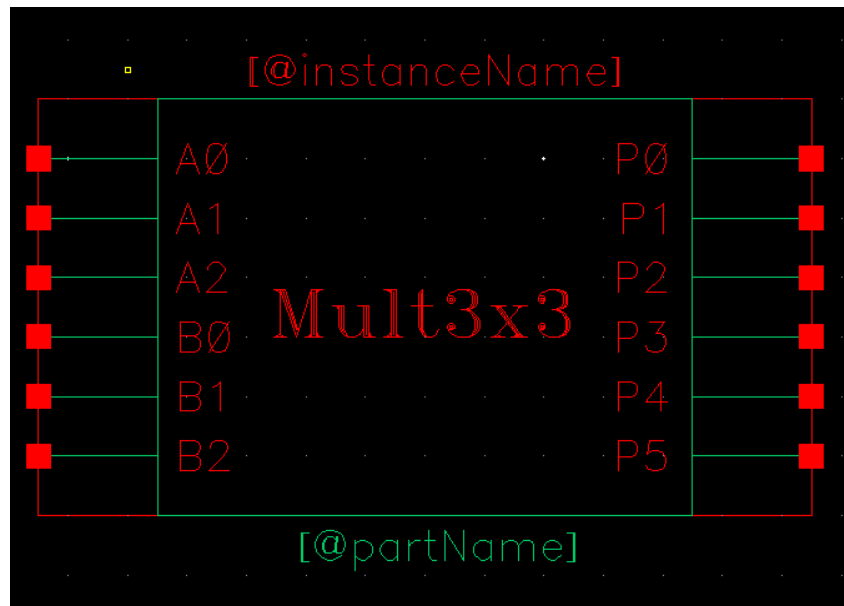 [@instanceName]
A0 P0
A1 P1
A2 P2
Mult3x3
B0 P3
B1 P4
B2 P5
[@partName]